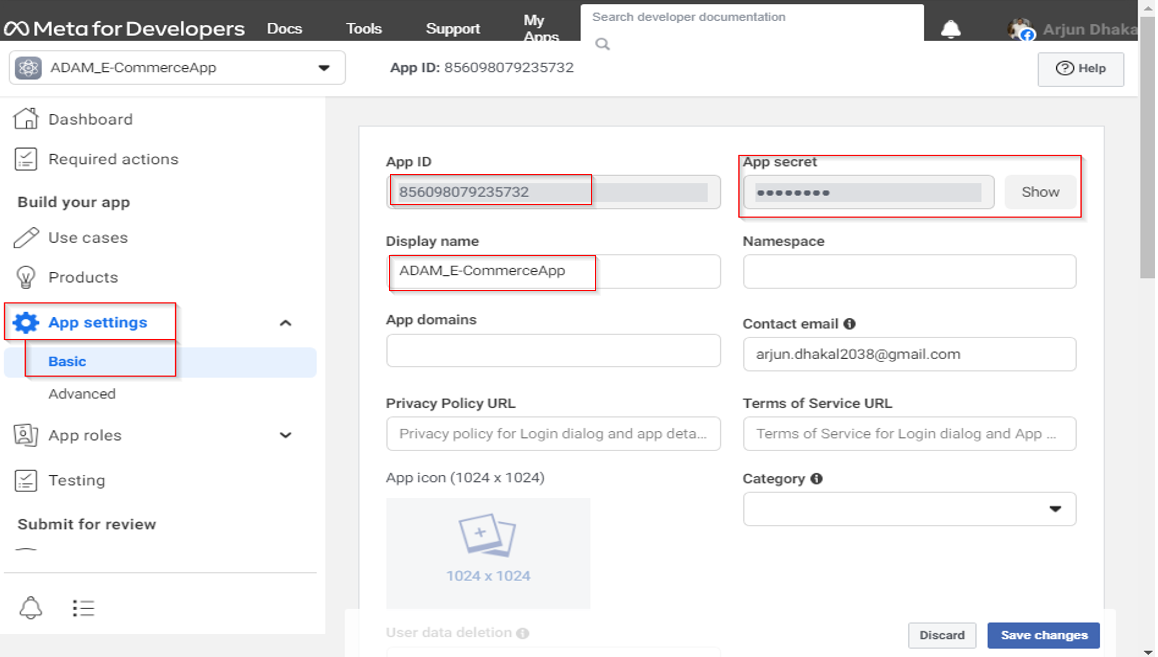 Meta for Developers
Docs
Tools
Support
My Apps
Search developer documentation
Arjun Dhaka
ADAM_E-CommerceApp
App ID: 856098079235732
Help
Dashboard
Required actions
Build your app
Use cases
Products
App settings
Basic
Advanced
App roles
Testing
Submit for review
App ID
856098079235732
App secret
••••••••
Show
Display name
ADAM_E-CommerceApp
Namespace
App domains
Contact email
arjun.dhakal2038@gmail.com
Privacy Policy URL
Privacy policy for Login dialog and app deta...
Terms of Service URL
Terms of Service for Login dialog and App ...
App icon (1024 x 1024)
1024 x 1024
Category
User data deletion
Discard
Save changes